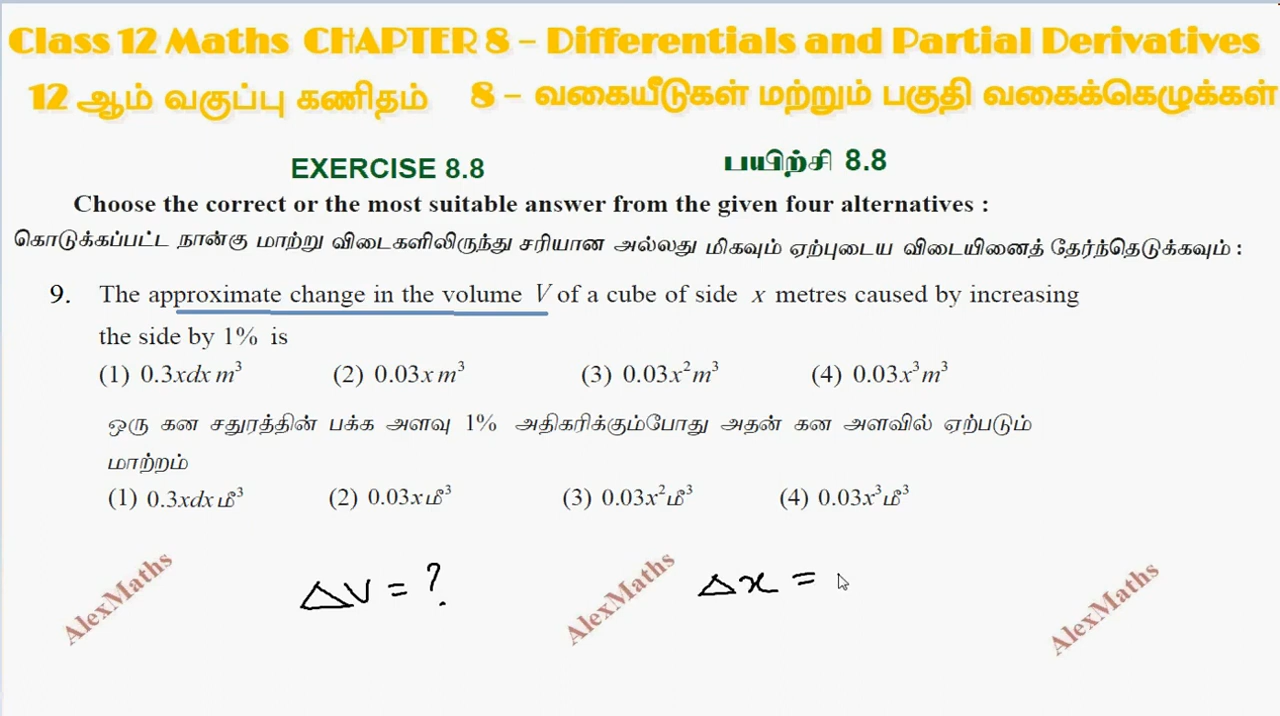 Class 12 Maths CHAPTER 8 – Differentials and Partial Derivatives
12 ஆம் வகுப்பு கணிதம் 8 – வகையீடுகள் மற்றும் பகுதி வகைக்கெழுக்கள்
EXERCISE 8.8 பயிற்சி 8.8
Choose the correct or the most suitable answer from the given four alternatives :
கொடுக்கப்பட்ட நான்கு மாற்று விடைகளிலிருந்து சரியான அல்லது மிகவும் ஏற்புடைய விடையினைத் தேர்ந்தெடுக்கவும் :
9. The approximate change in the volume V of a cube of side x metres caused by increasing
the side by 1% is
(1) 0.3xdx m³ (2) 0.03x m³ (3) 0.03x²m³ (4) 0.03x³m³
ஒரு கன சதுரத்தின் பக்க அளவு 1% அதிகரிக்கும்போது அதன் கன அளவில் ஏற்படும்
மாற்றம்
(1) 0.3xdx மீ³ (2) 0.03x மீ³ (3) 0.03x²மீ³ (4) 0.03x³மீ³
ΔV = ? Δx =
AlexMaths AlexMaths AlexMaths